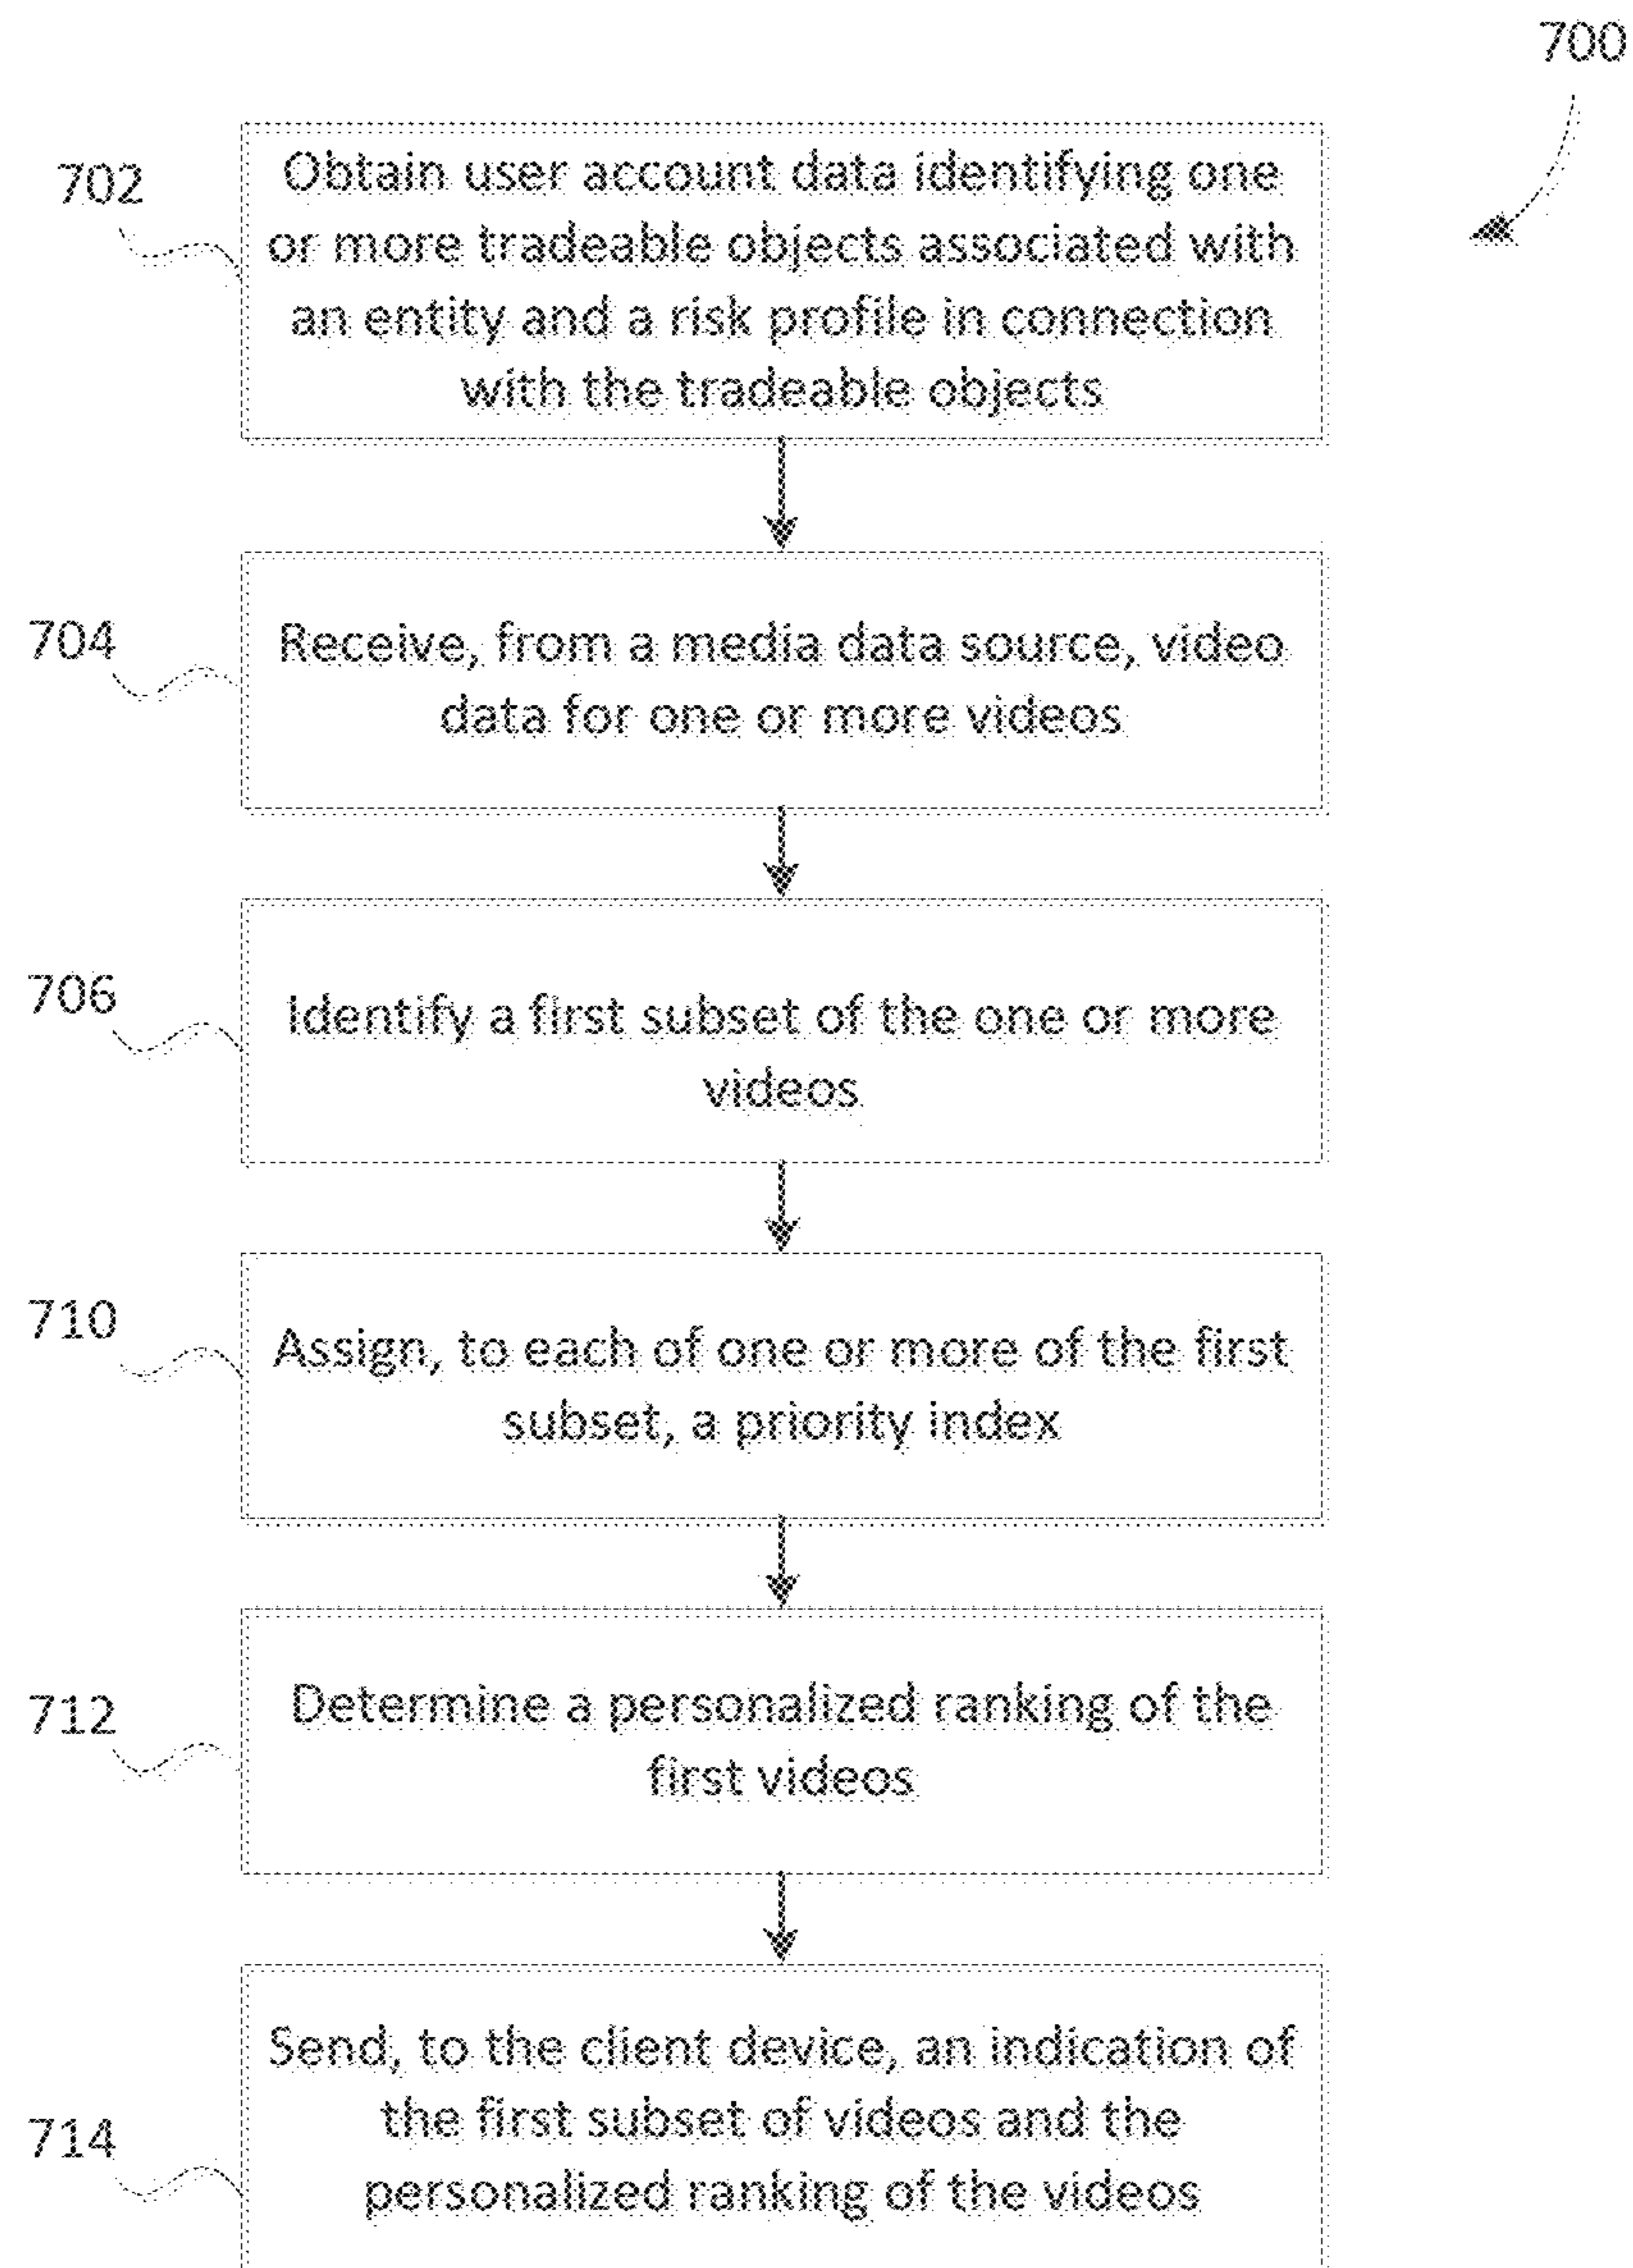 700
702
Obtain user account data identifying one
or more tradeable objects associated with
an entity and a risk profile in connection
with the tradeable objects
704
Receive, from a media data source, video
data for one or more videos
706
Identify a first subset of the one or more
videos
710
Assign, to each of one or more of the first
subset, a priority index
712
Determine a personalized ranking of the
first videos
714
Send, to the client device, an indication of
the first subset of videos and the
personalized ranking of the videos